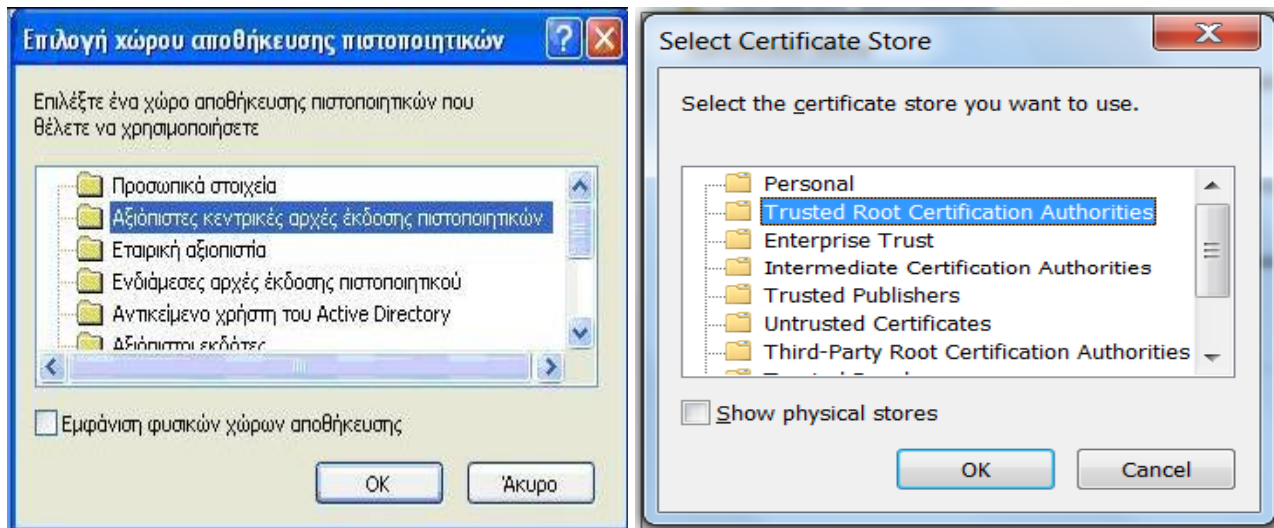 Επιλογή χώρου αποθήκευσης πιστοποιητικών
Επιλέξτε ένα χώρο αποθήκευσης πιστοποιητικών που
θέλετε να χρησιμοποιήσετε
Προσωπικά στοιχεία
Αξιόπιστες κεντρικές αρχές έκδοσης πιστοποιητικών
Εταιρική αξιοπιστία
Ενδιάμεσες αρχές έκδοσης πιστοποιητικού
Αντικείμενο χρήστη του Active Directory
Αξιόπιστοι εκδότες
Εμφάνιση φυσικών χώρων αποθήκευσης
OK
Άκυρο
Select Certificate Store
Select the certificate store you want to use.
Personal
Trusted Root Certification Authorities
Enterprise Trust
Intermediate Certification Authorities
Trusted Publishers
Untrusted Certificates
Third-Party Root Certification Authorities
Show physical stores
OK
Cancel